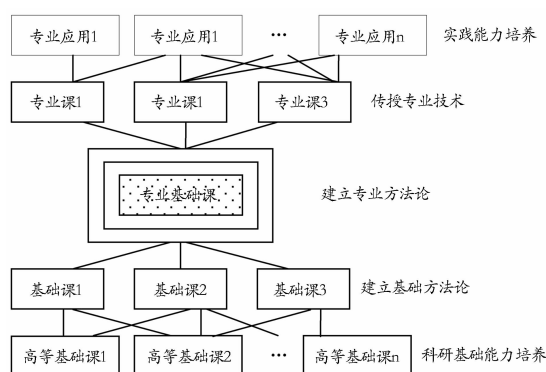 专业应用1 专业应用1 … 专业应用n 实践能力培养
专业课1 专业课1 专业课3 传授专业技术
专业基础课 建立专业方法论
基础课1 基础课2 基础课3 建立基础方法论
高等基础课1 高等基础课2 … 高等基础课n 科研基础能力培养